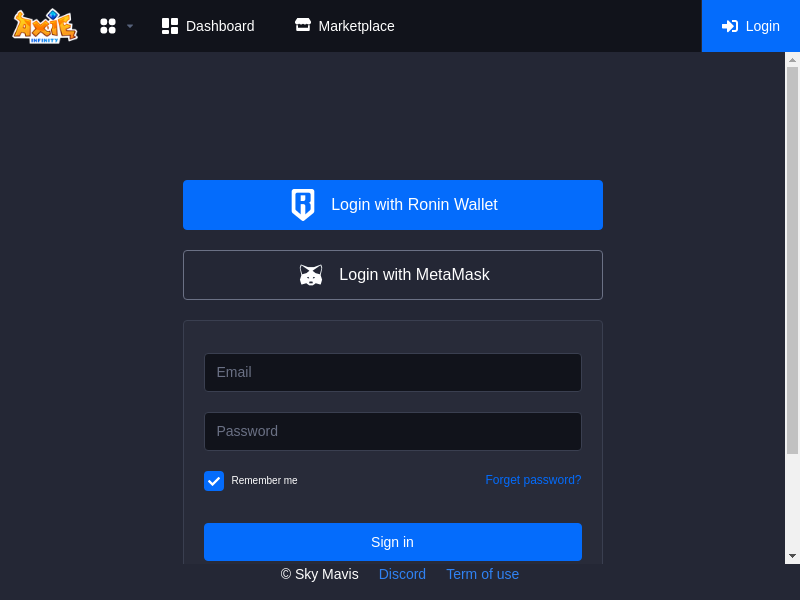 AXIE
INFINITY
Dashboard
Marketplace
Login
Login with Ronin Wallet
Login with MetaMask
Email
Password
Remember me
Forget password?
Sign in
© Sky Mavis
Discord
Term of use